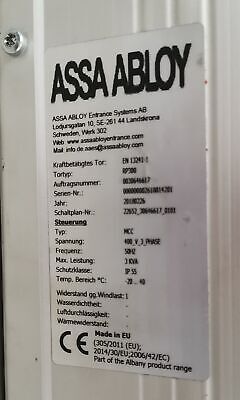 ASSA ABLOY
ASSA ABLOY Entrance Systems AB
Lodjursgatan 10, SE-261 44 Landskrona
Schweden, Werk 302
Web: www.assaabloyentrance.com
Mail: info.de.aaes@assaabloy.com
Kraftbetätigtes Tor: EN 13241-1
Tortyp: RP300
Auftragsnummer: 0030646617
Serien-Nr.:
Jahr: 20180226
Schaltplan-Nr.: 22652_30646617_0101
Steuerung
Typ: MCC
Spannung: 400_V_3_PHASE
Frequenz: 50HZ
Max. Leistung: 3 KVA
Schutzklasse: IP 55
Temp. Bereich °C: -20 .. 40
Widerstand gg.Windlast:
Wasserdichtheit: -
Luftdurchlässigkeit: -
Wärmewiderstand: -
CE
Made in EU
(305/2011 (EU);
2014/30/EU;2006/42/EC)
Part of the Albany product range